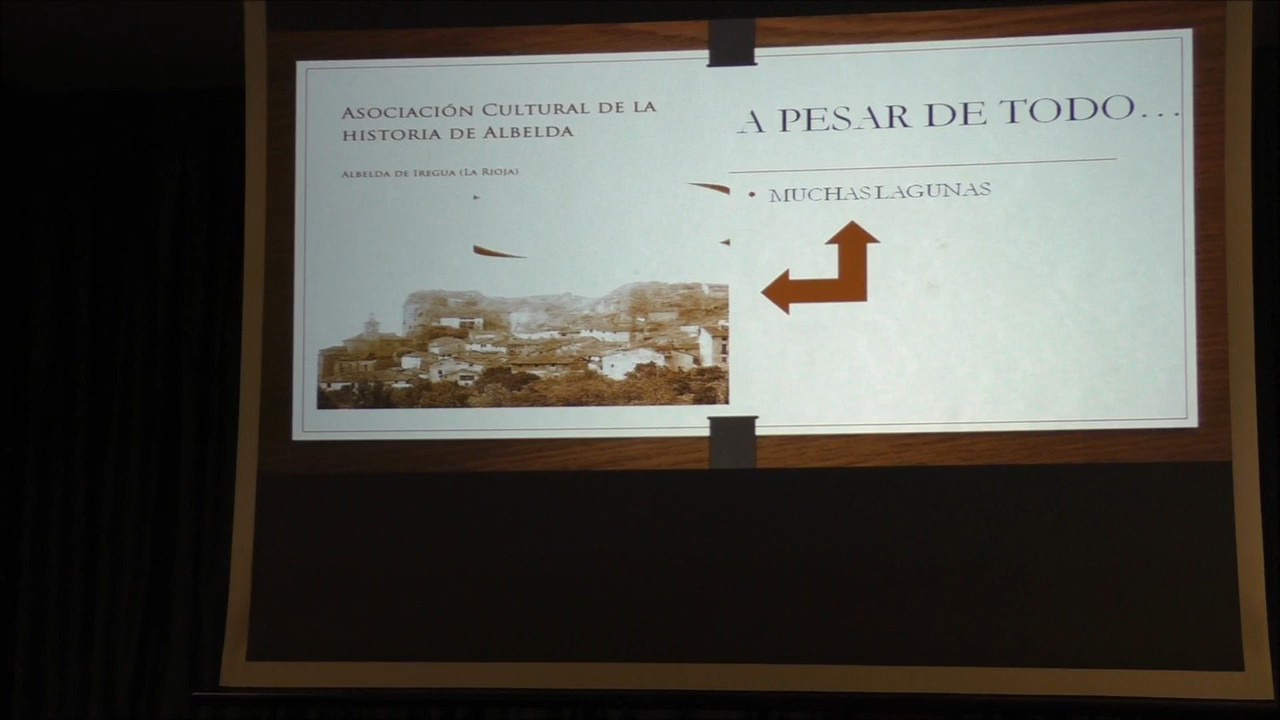 Asociación Cultural de la
historia de Albelda
Albelda de Iregua (La Rioja)
A PESAR DE TODO...
• MUCHAS LAGUNAS